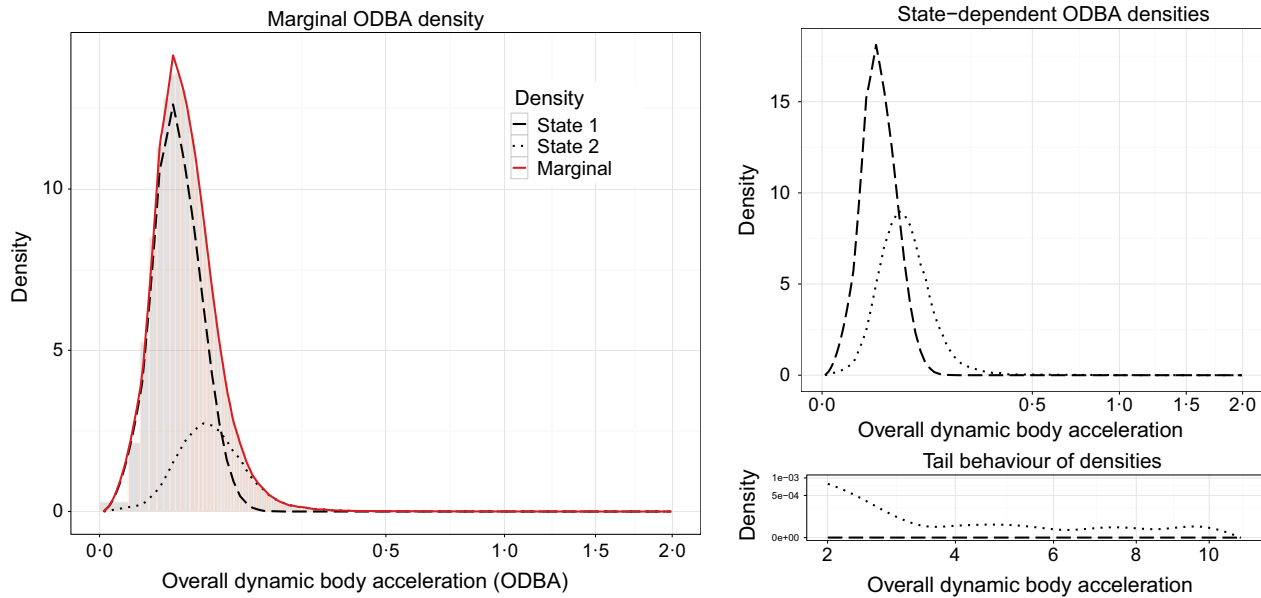 Marginal ODBA density
Density
10
5
0
0·0
0·5
1·0
1·5
2·0
Overall dynamic body acceleration (ODBA)
Density
State 1
State 2
Marginal
State−dependent ODBA densities
Density
15
10
5
0
0·0
0·5
1·0
1·5
2·0
Overall dynamic body acceleration
Tail behaviour of densities
Density
1e−03
5e−04
0e+00
2
4
6
8
10
Overall dynamic body acceleration